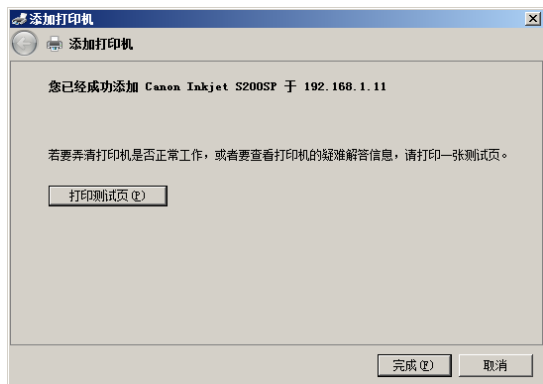 添加打印机
添加打印机
您已经成功添加 Canon Inkjet S200SP 于 192.168.1.11
若要弄清打印机是否正常工作，或者要查看打印机的疑难解答信息，请打印一张测试页。
打印测试页(P)
完成(F) 取消